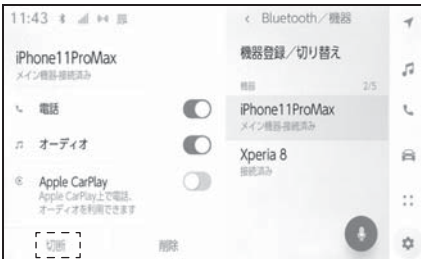 11:43
iPhone11ProMax
メイン機器-接続済み
電話
オーディオ
Apple CarPlay
Apple CarPlay上で電話、
オーディオを利用できます
切断
削除
Bluetooth／機器
機器登録／切り替え
機器
2/5
iPhone11ProMax
メイン機器-接続済み
Xperia 8
接続済み